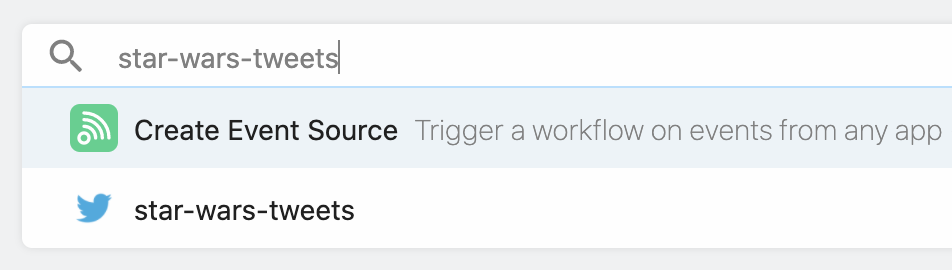 star-wars-tweets
Create Event Source Trigger a workflow on events from any app
star-wars-tweets